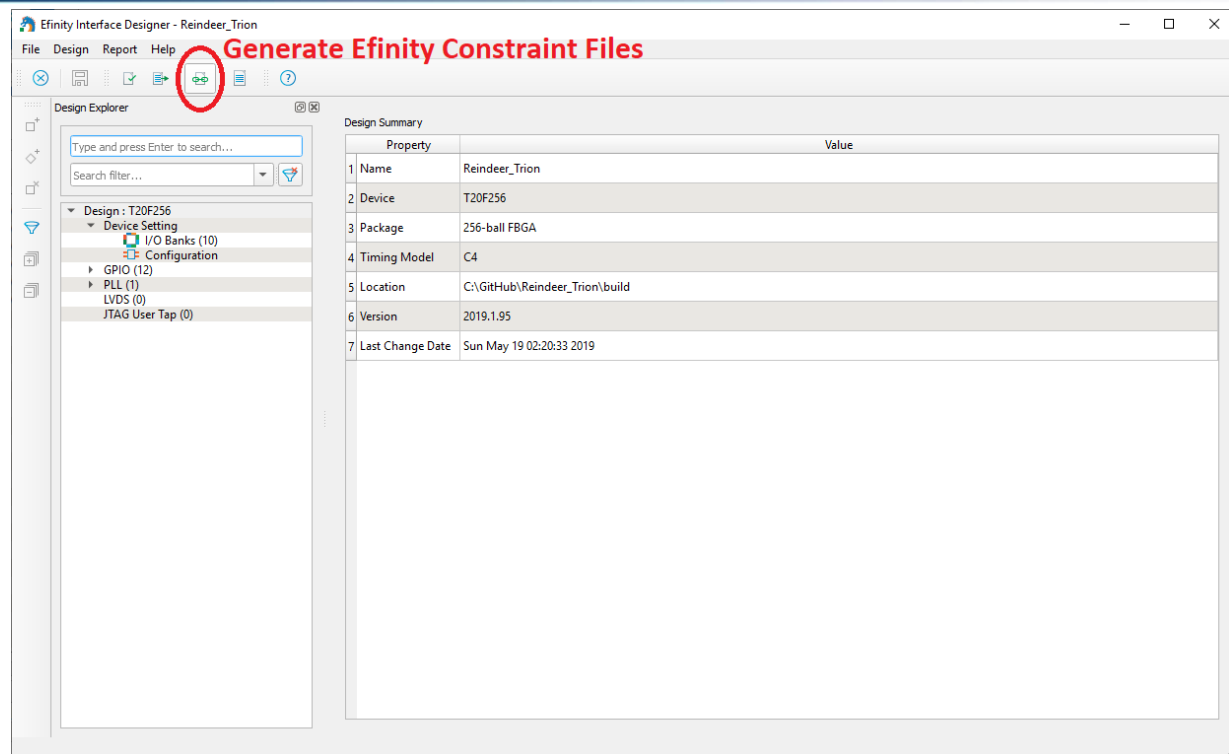 Efinity Interface Designer - Reindeer_Trion
File Design Report Help
Generate Efinity Constraint Files
Design Explorer
Type and press Enter to search...
Search filter...
Design : T20F256
Device Setting
I/O Banks (10)
Configuration
GPIO (12)
PLL (1)
LVDS (0)
JTAG User Tap (0)
Design Summary
Property Value
1 Name Reindeer_Trion
2 Device T20F256
3 Package 256-ball FBGA
4 Timing Model C4
5 Location C:\GitHub\Reindeer_Trion\build
6 Version 2019.1.95
7 Last Change Date Sun May 19 02:20:33 2019